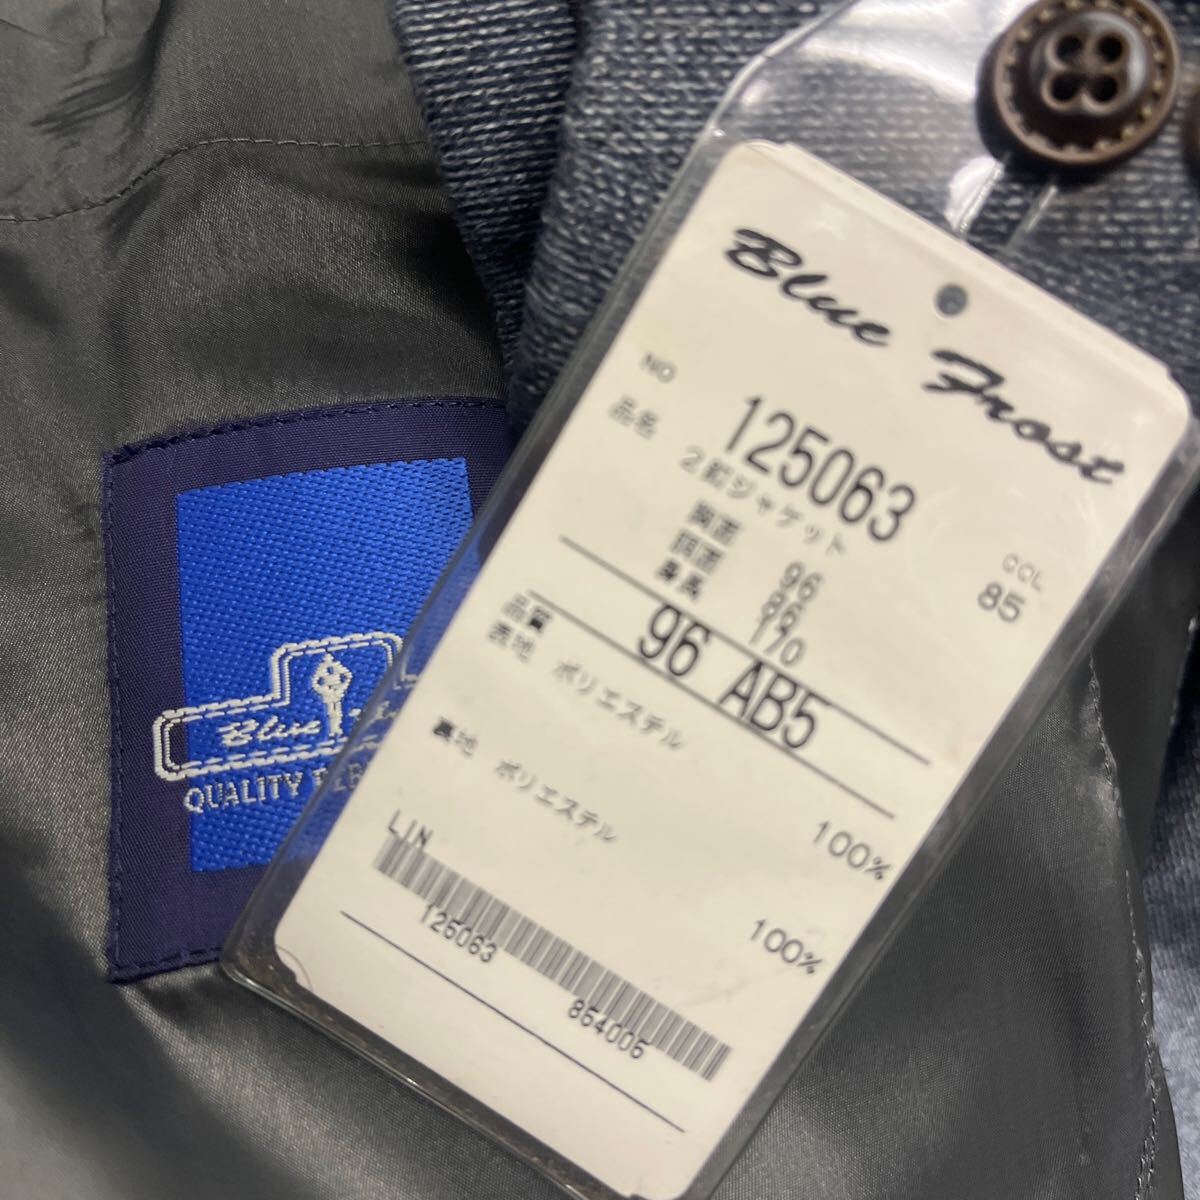 Blue Frost
NO 125063
品名 2釦ジャケット
COL 85
胸囲 96
胴囲 86
身長 170
96 AB5
品質
表地 ポリエステル 100%
裏地 ポリエステル 100%
LIN
125063 854005
Blue
QUALITY